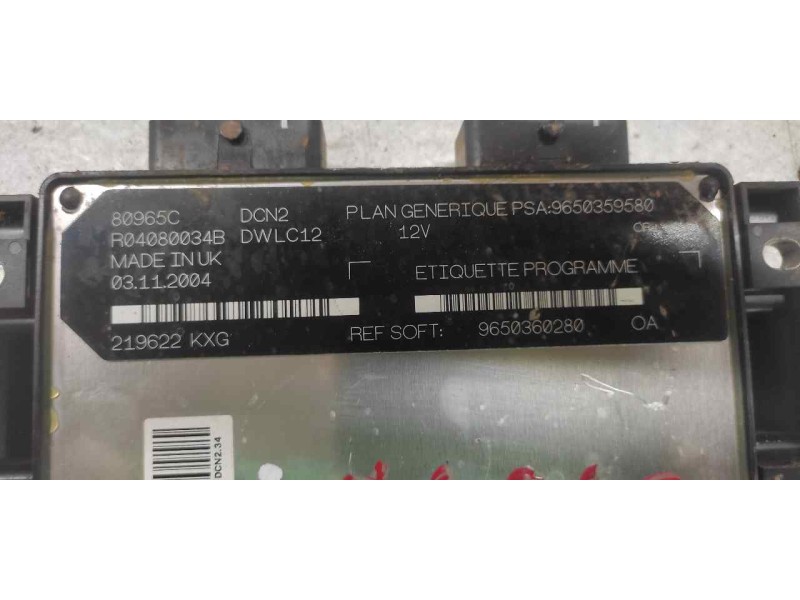 80965C DCN2 PLAN GENERIQUE PSA:9650359580
R04080034B DWLC12 12V
MADE IN UK
03.11.2004 ETIQUETTE PROGRAMME
219622 KXG REF SOFT: 9650360280 0A
DCN2.34